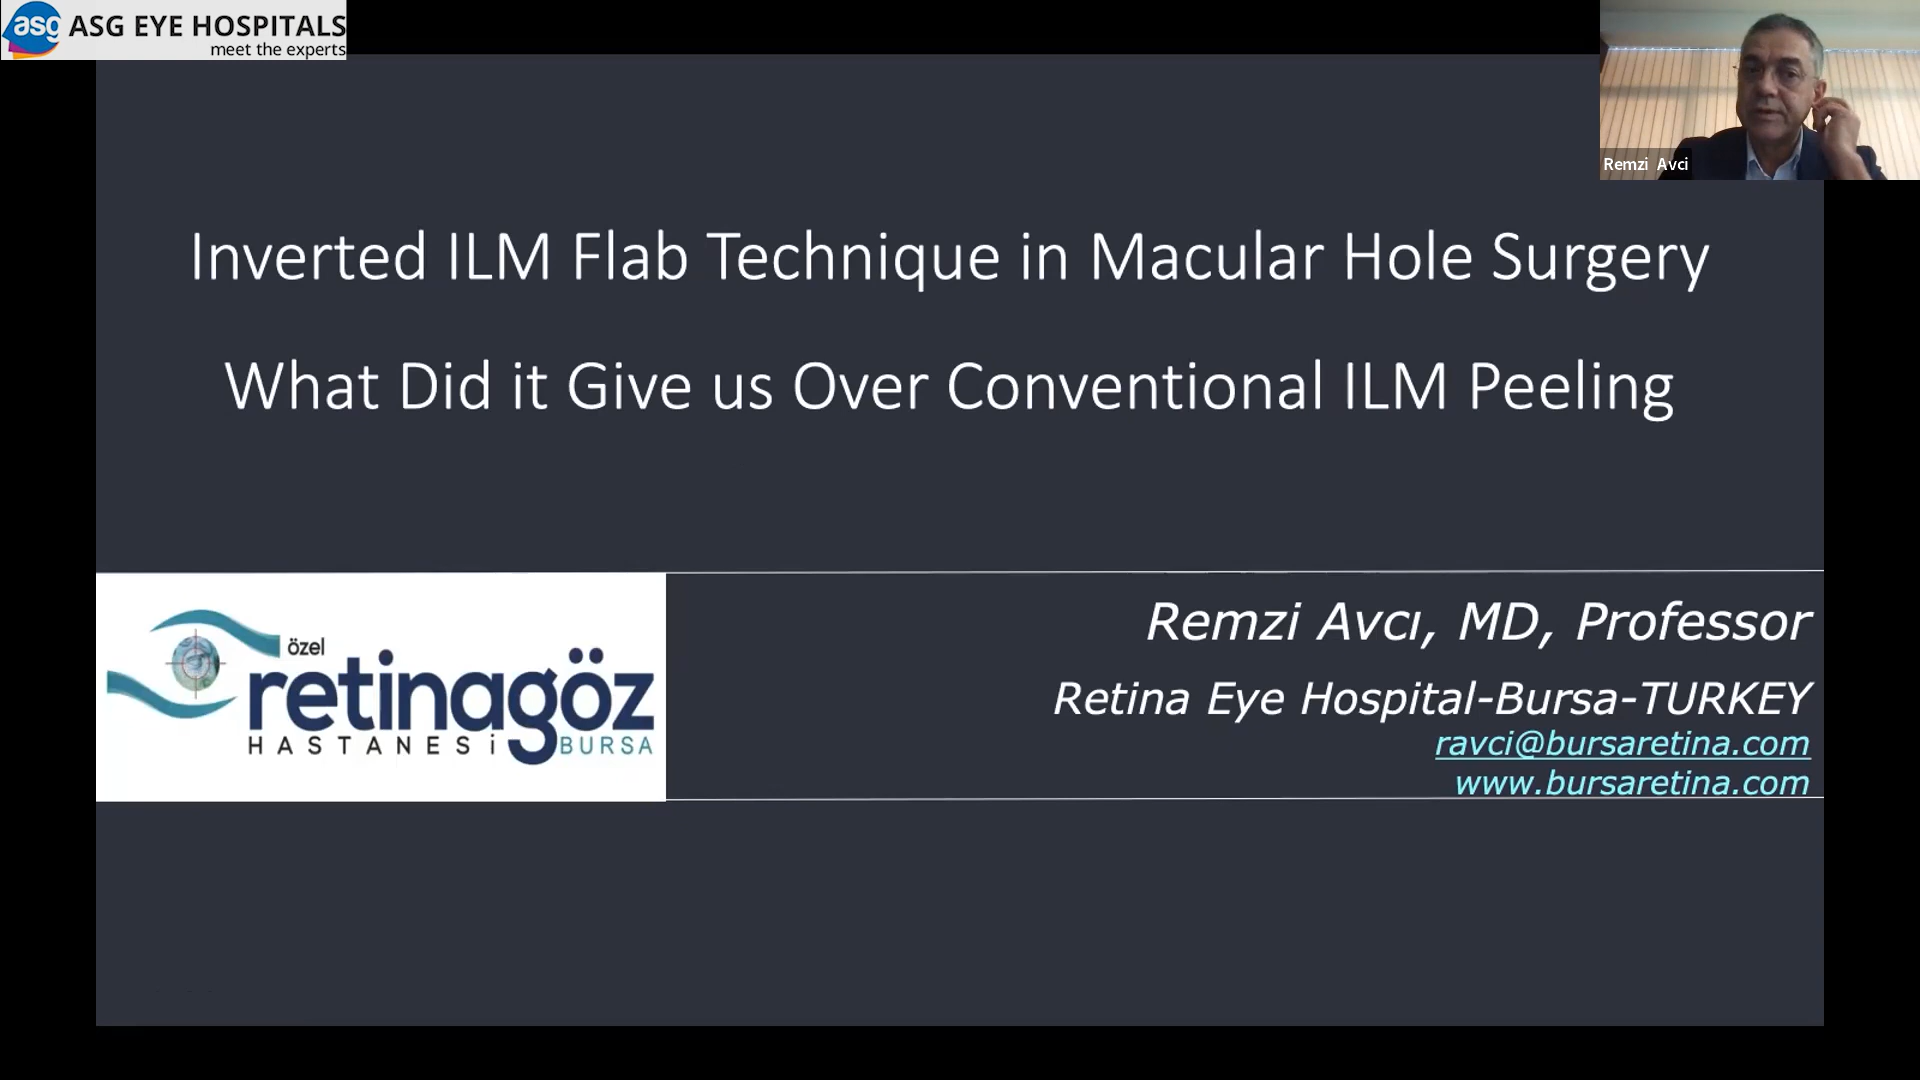 asg ASG EYE HOSPITALS
meet the experts
Remzi Avci
Inverted ILM Flab Technique in Macular Hole Surgery
What Did it Give us Over Conventional ILM Peeling
özel
retinagöz
HASTANESİ BURSA
Remzi Avcı, MD, Professor
Retina Eye Hospital-Bursa-TURKEY
ravci@bursaretina.com
www.bursaretina.com